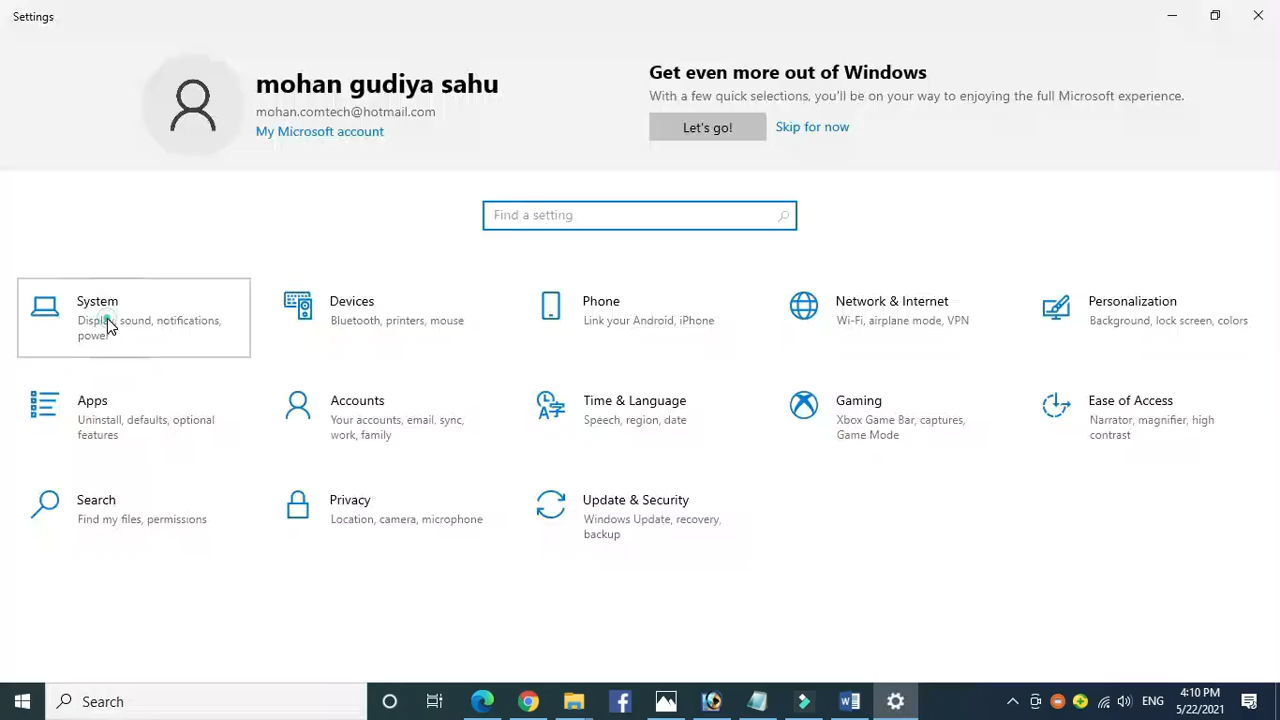 Settings
mohan gudiya sahu
mohan.comtech@hotmail.com
My Microsoft account
Get even more out of Windows
With a few quick selections, you'll be on your way to enjoying the full Microsoft experience.
Let's go!
Skip for now
Find a setting
System
Display, sound, notifications,
power
Devices
Bluetooth, printers, mouse
Phone
Link your Android, iPhone
Network & Internet
Wi-Fi, airplane mode, VPN
Personalization
Background, lock screen, colors
Apps
Uninstall, defaults, optional
features
Accounts
Your accounts, email, sync,
work, family
Time & Language
Speech, region, date
Gaming
Xbox Game Bar, captures,
Game Mode
Ease of Access
Narrator, magnifier, high
contrast
Search
Find my files, permissions
Privacy
Location, camera, microphone
Update & Security
Windows Update, recovery,
backup
Search
ENG
4:10 PM
5/22/2021